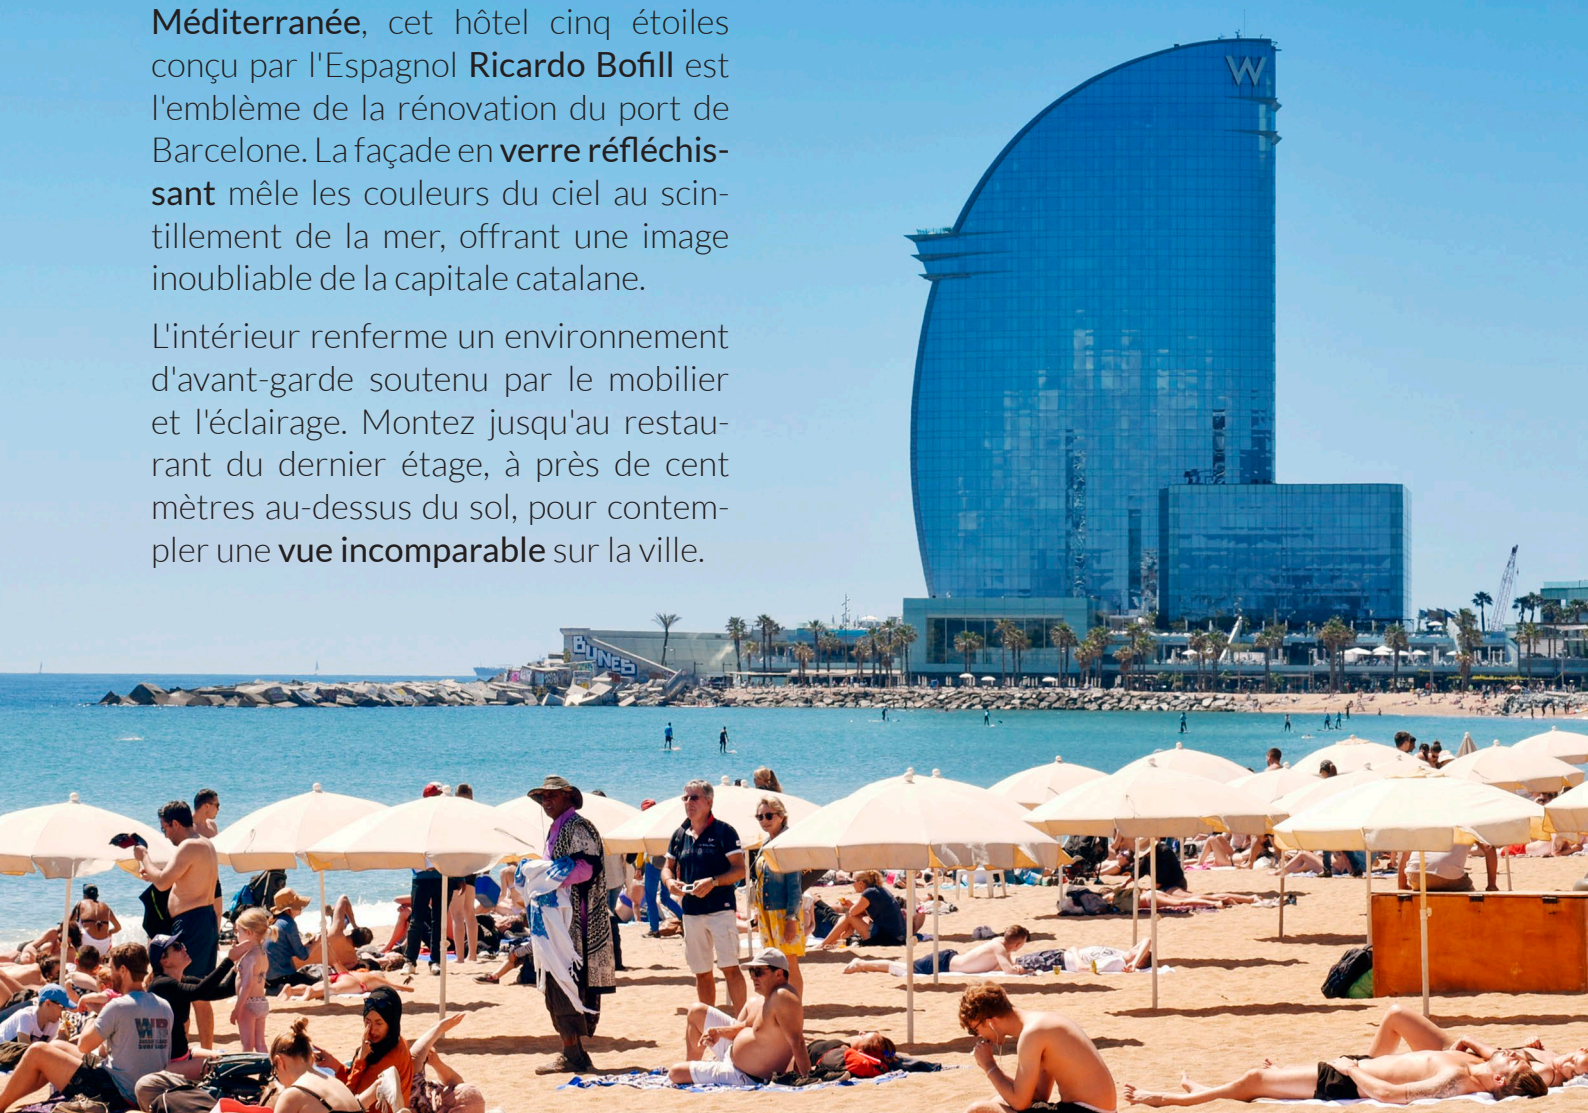 Méditerranée, cet hôtel cinq étoiles
conçu par l'Espagnol Ricardo Bofill est
l'emblème de la rénovation du port de
Barcelone. La façade en verre réfléchis-
sant mêle les couleurs du ciel au scin-
tillement de la mer, offrant une image
inoubliable de la capitale catalane.
L'intérieur renferme un environnement
d'avant-garde soutenu par le mobilier
et l'éclairage. Montez jusqu'au restau-
rant du dernier étage, à près de cent
mètres au-dessus du sol, pour contem-
pler une vue incomparable sur la ville.
W